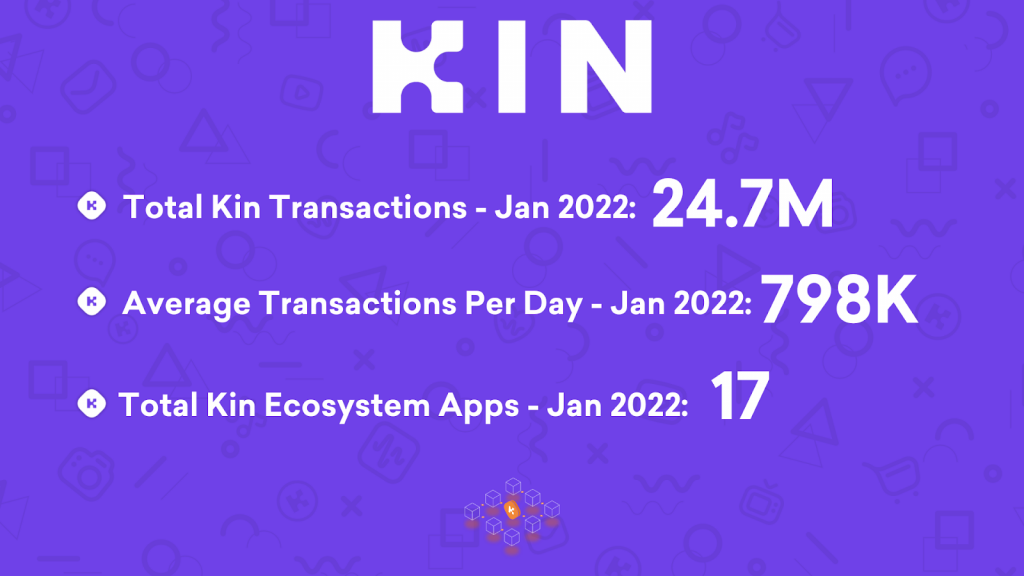 KIN
Total Kin Transactions - Jan 2022: 24.7M
Average Transactions Per Day - Jan 2022: 798K
Total Kin Ecosystem Apps - Jan 2022: 17